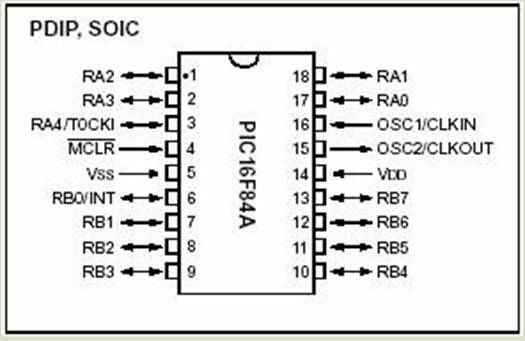 PDIP, SOIC
RA2 1 18 RA1
RA3 2 17 RA0
RA4/T0CKI 3 16 OSC1/CLKIN
MCLR 4 15 OSC2/CLKOUT
VSS 5 14 VDD
RB0/INT 6 13 RB7
RB1 7 12 RB6
RB2 8 11 RB5
RB3 9 10 RB4
PIC16F84A